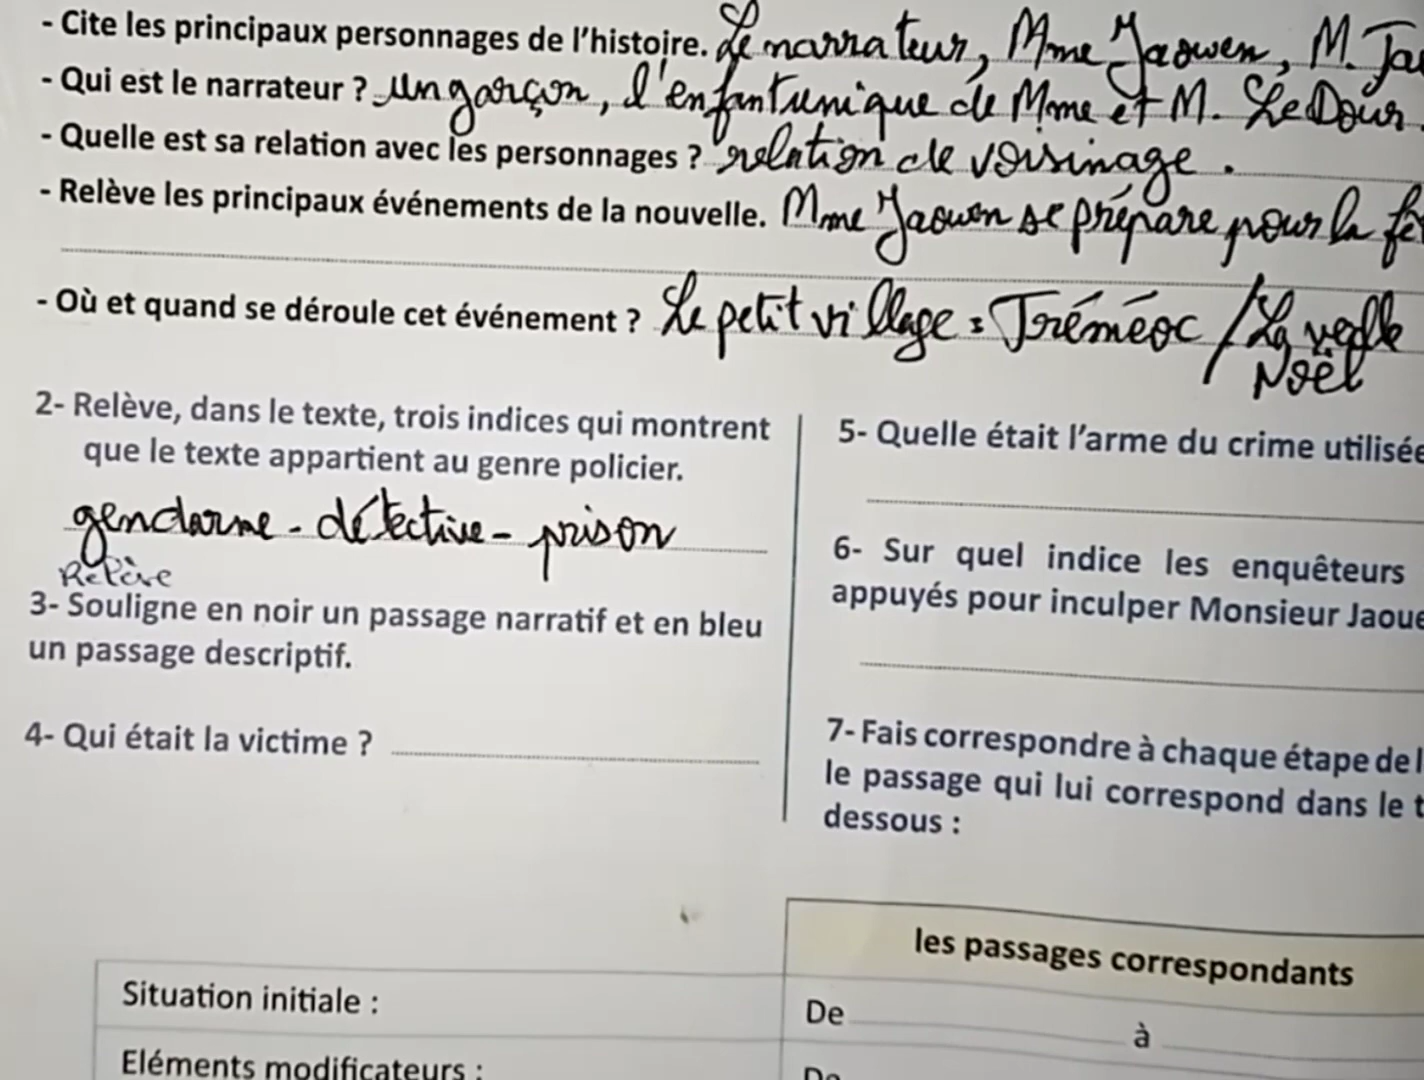 - Cite les principaux personnages de l'histoire. Le narrateur, Mme Jaouen, M. Ja
- Qui est le narrateur ? Un garçon, l'enfant unique de Mme et M. Le Dour.
- Quelle est sa relation avec les personnages ? relation de voisinage.
- Relève les principaux événements de la nouvelle. Mme Jaouen se prépare pour la fê
- Où et quand se déroule cet événement ? Le petit village : Tréméoc / La veille
Noël
2- Relève, dans le texte, trois indices qui montrent
que le texte appartient au genre policier.
gendarme - détective - prison
Relève
3- Souligne en noir un passage narratif et en bleu
un passage descriptif.
4- Qui était la victime ?
5- Quelle était l'arme du crime utilisée
6- Sur quel indice les enquêteurs
appuyés pour inculper Monsieur Jaoue
7- Fais correspondre à chaque étape de l
le passage qui lui correspond dans le t
dessous :
les passages correspondants
Situation initiale :
De à
Eléments modificateurs :
De